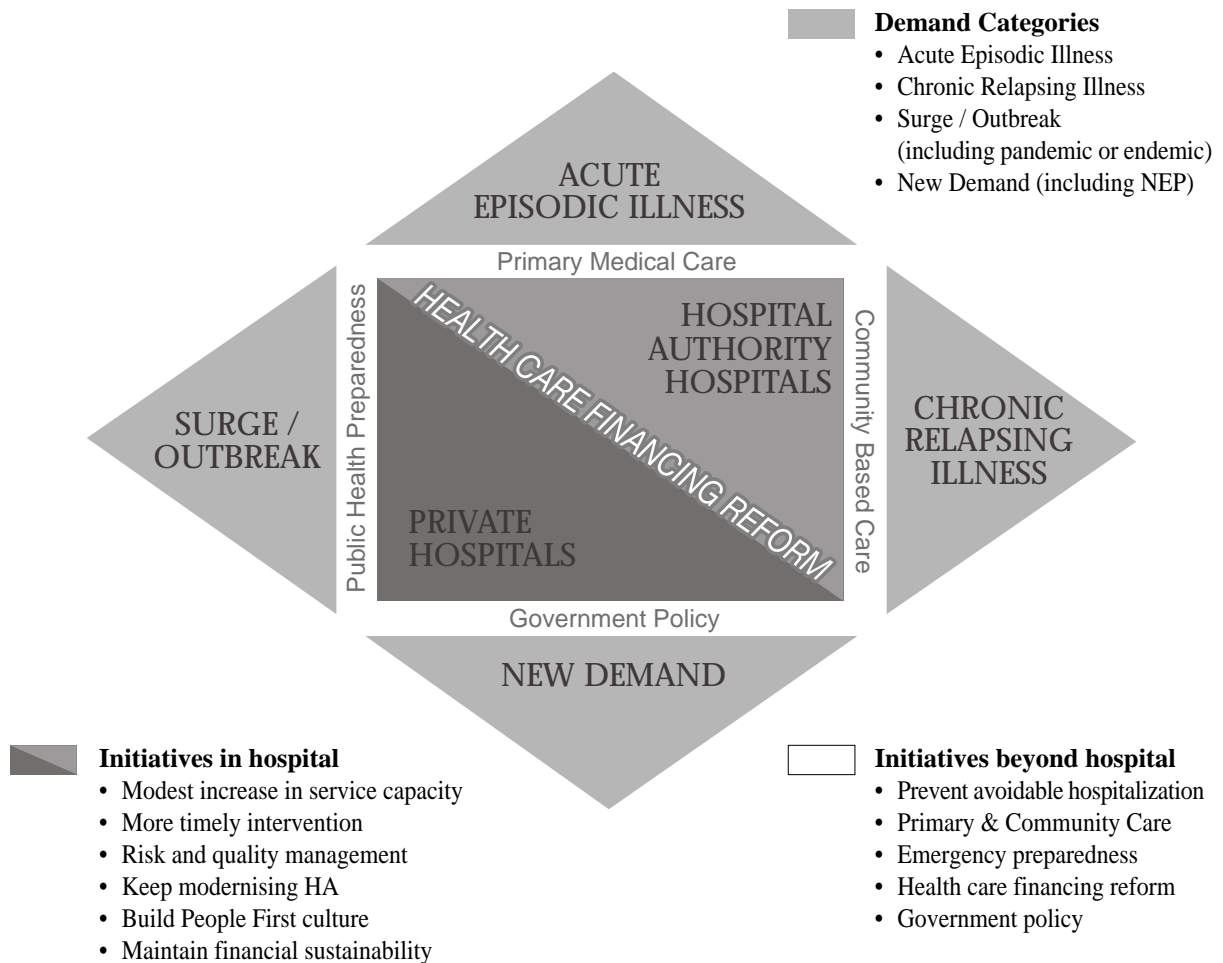 Demand Categories
• Acute Episodic Illness
• Chronic Relapsing Illness
• Surge / Outbreak
(including pandemic or endemic)
• New Demand (including NEP)
ACUTE
EPISODIC ILLNESS
Primary Medical Care
Public Health Preparedness
HEALTH CARE FINANCING REFORM
HOSPITAL
AUTHORITY
HOSPITALS
Community Based Care
SURGE /
OUTBREAK
CHRONIC
RELAPSING
ILLNESS
PRIVATE
HOSPITALS
Government Policy
NEW DEMAND
Initiatives in hospital
• Modest increase in service capacity
• More timely intervention
• Risk and quality management
• Keep modernising HA
• Build People First culture
• Maintain financial sustainability
Initiatives beyond hospital
• Prevent avoidable hospitalization
• Primary & Community Care
• Emergency preparedness
• Health care financing reform
• Government policy